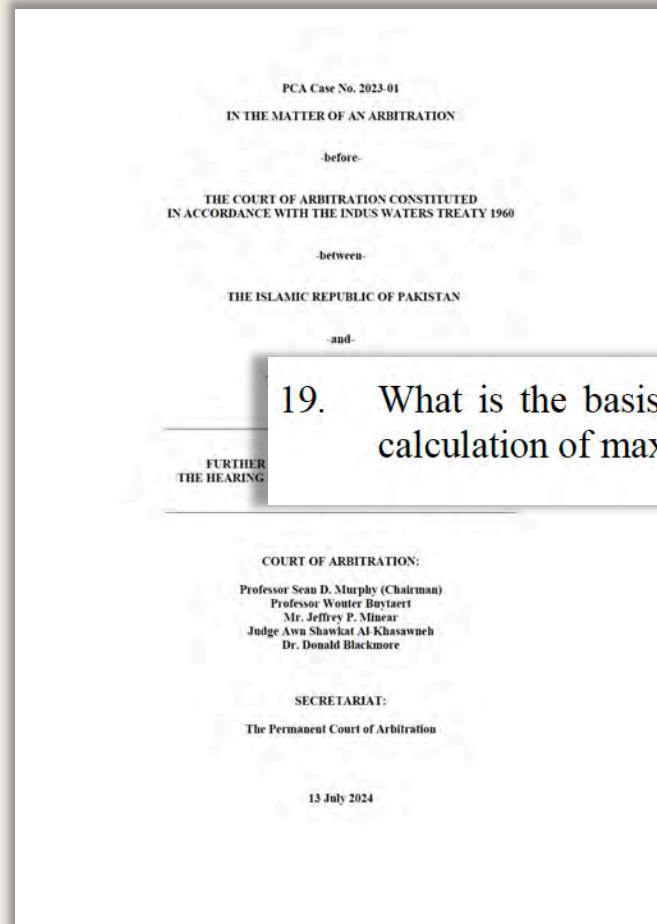 PCA Case No. 2023-01
IN THE MATTER OF AN ARBITRATION
-before-
THE COURT OF ARBITRATION CONSTITUTED
IN ACCORDANCE WITH THE INDUS WATERS TREATY 1960
-between-
THE ISLAMIC REPUBLIC OF PAKISTAN
-and-
19. What is the basis
calculation of max
FURTHER
THE HEARING
COURT OF ARBITRATION:
Professor Sean D. Murphy (Chairman)
Professor Wouter Buytaert
Mr. Jeffrey P. Minear
Judge Awn Shawkat Al-Khasawneh
Dr. Donald Blackmore
SECRETARIAT:
The Permanent Court of Arbitration
13 July 2024